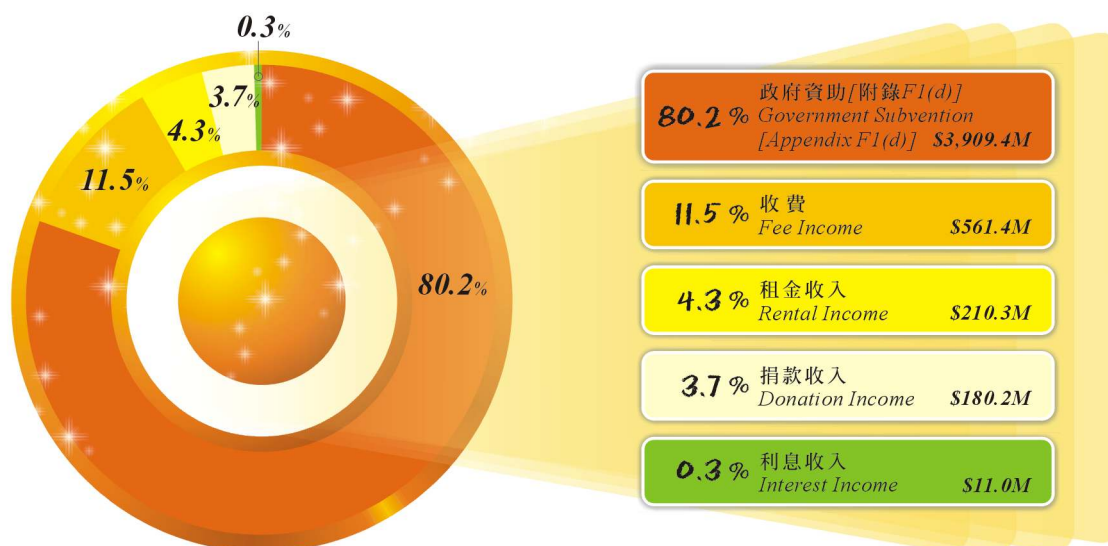 0.3%
3.7%
4.3%
11.5%
80.2%
80.2 % 政府資助[附錄F1(d)]
Government Subvention
[Appendix F1(d)] $3,909.4M
11.5 % 收費
Fee Income $561.4M
4.3 % 租金收入
Rental Income $210.3M
3.7 % 捐款收入
Donation Income $180.2M
0.3 % 利息收入
Interest Income $11.0M